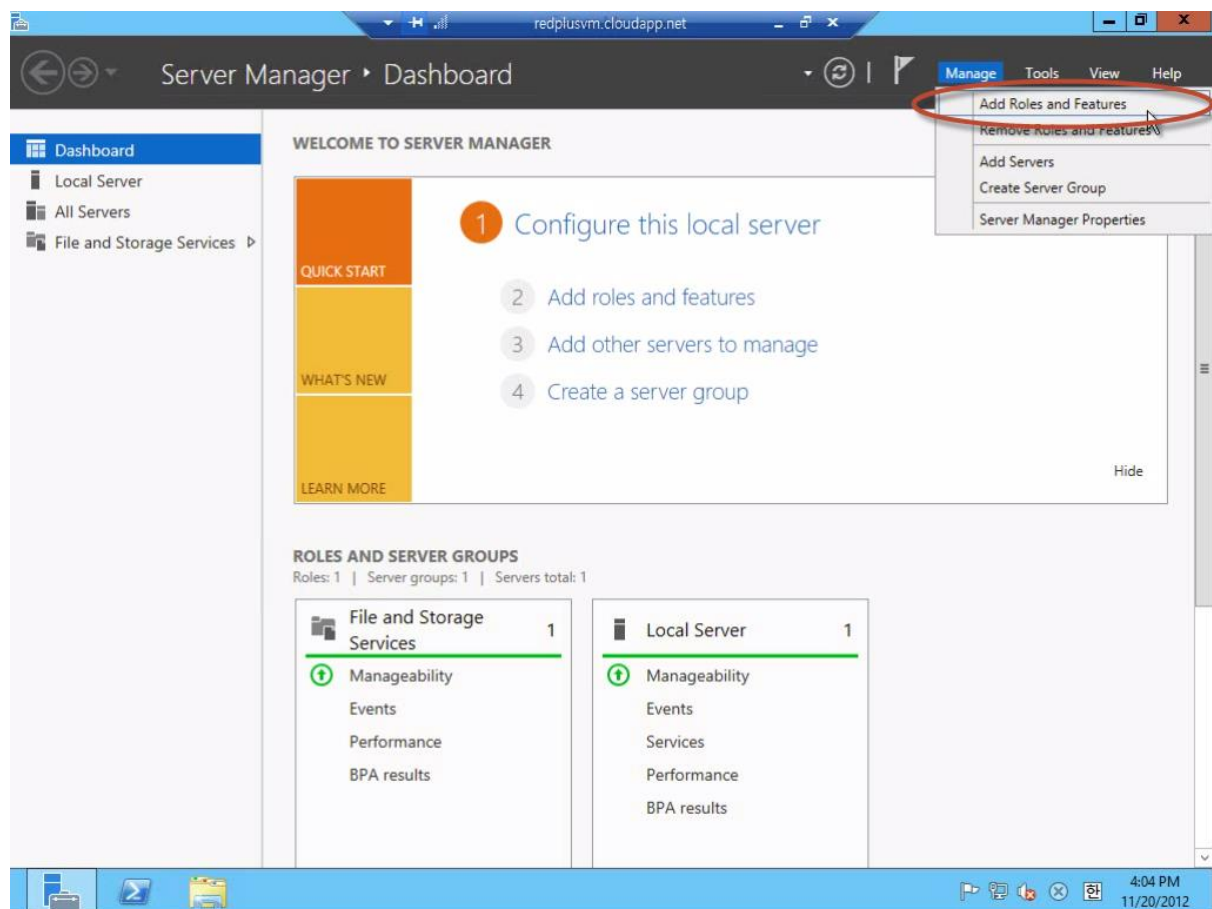 redplusvm.cloudapp.net
Server Manager ‣ Dashboard
Manage Tools View Help
Add Roles and Features
Remove Roles and Features
Add Servers
Create Server Group
Server Manager Properties
Dashboard
Local Server
All Servers
File and Storage Services
WELCOME TO SERVER MANAGER
QUICK START
WHAT'S NEW
LEARN MORE
1 Configure this local server
2 Add roles and features
3 Add other servers to manage
4 Create a server group
Hide
ROLES AND SERVER GROUPS
Roles: 1 | Server groups: 1 | Servers total: 1
File and Storage
Services
1
Manageability
Events
Performance
BPA results
Local Server 1
Manageability
Events
Services
Performance
BPA results
한
4:04 PM
11/20/2012